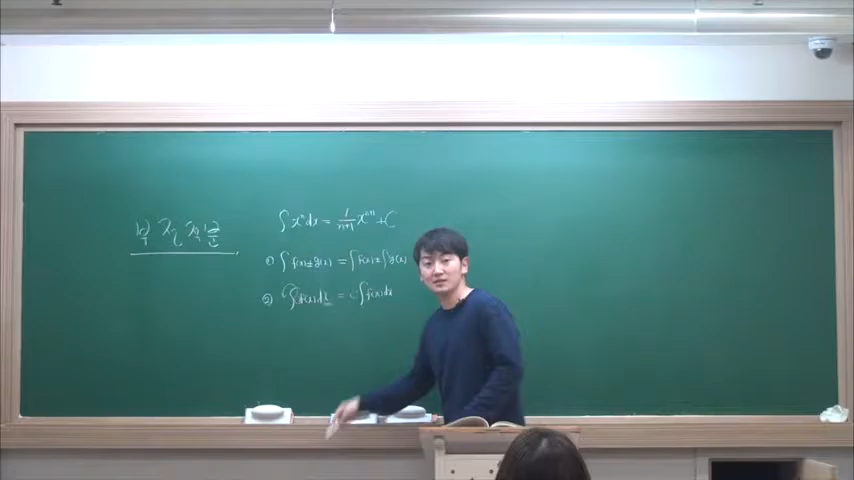 부정적분
∫xⁿdx = 1/(n+1) xⁿ⁺¹ + C
① ∫f(x)±g(x) = ∫f(x)±∫g(x)
② ∫cf(x)dx = c∫f(x)dx